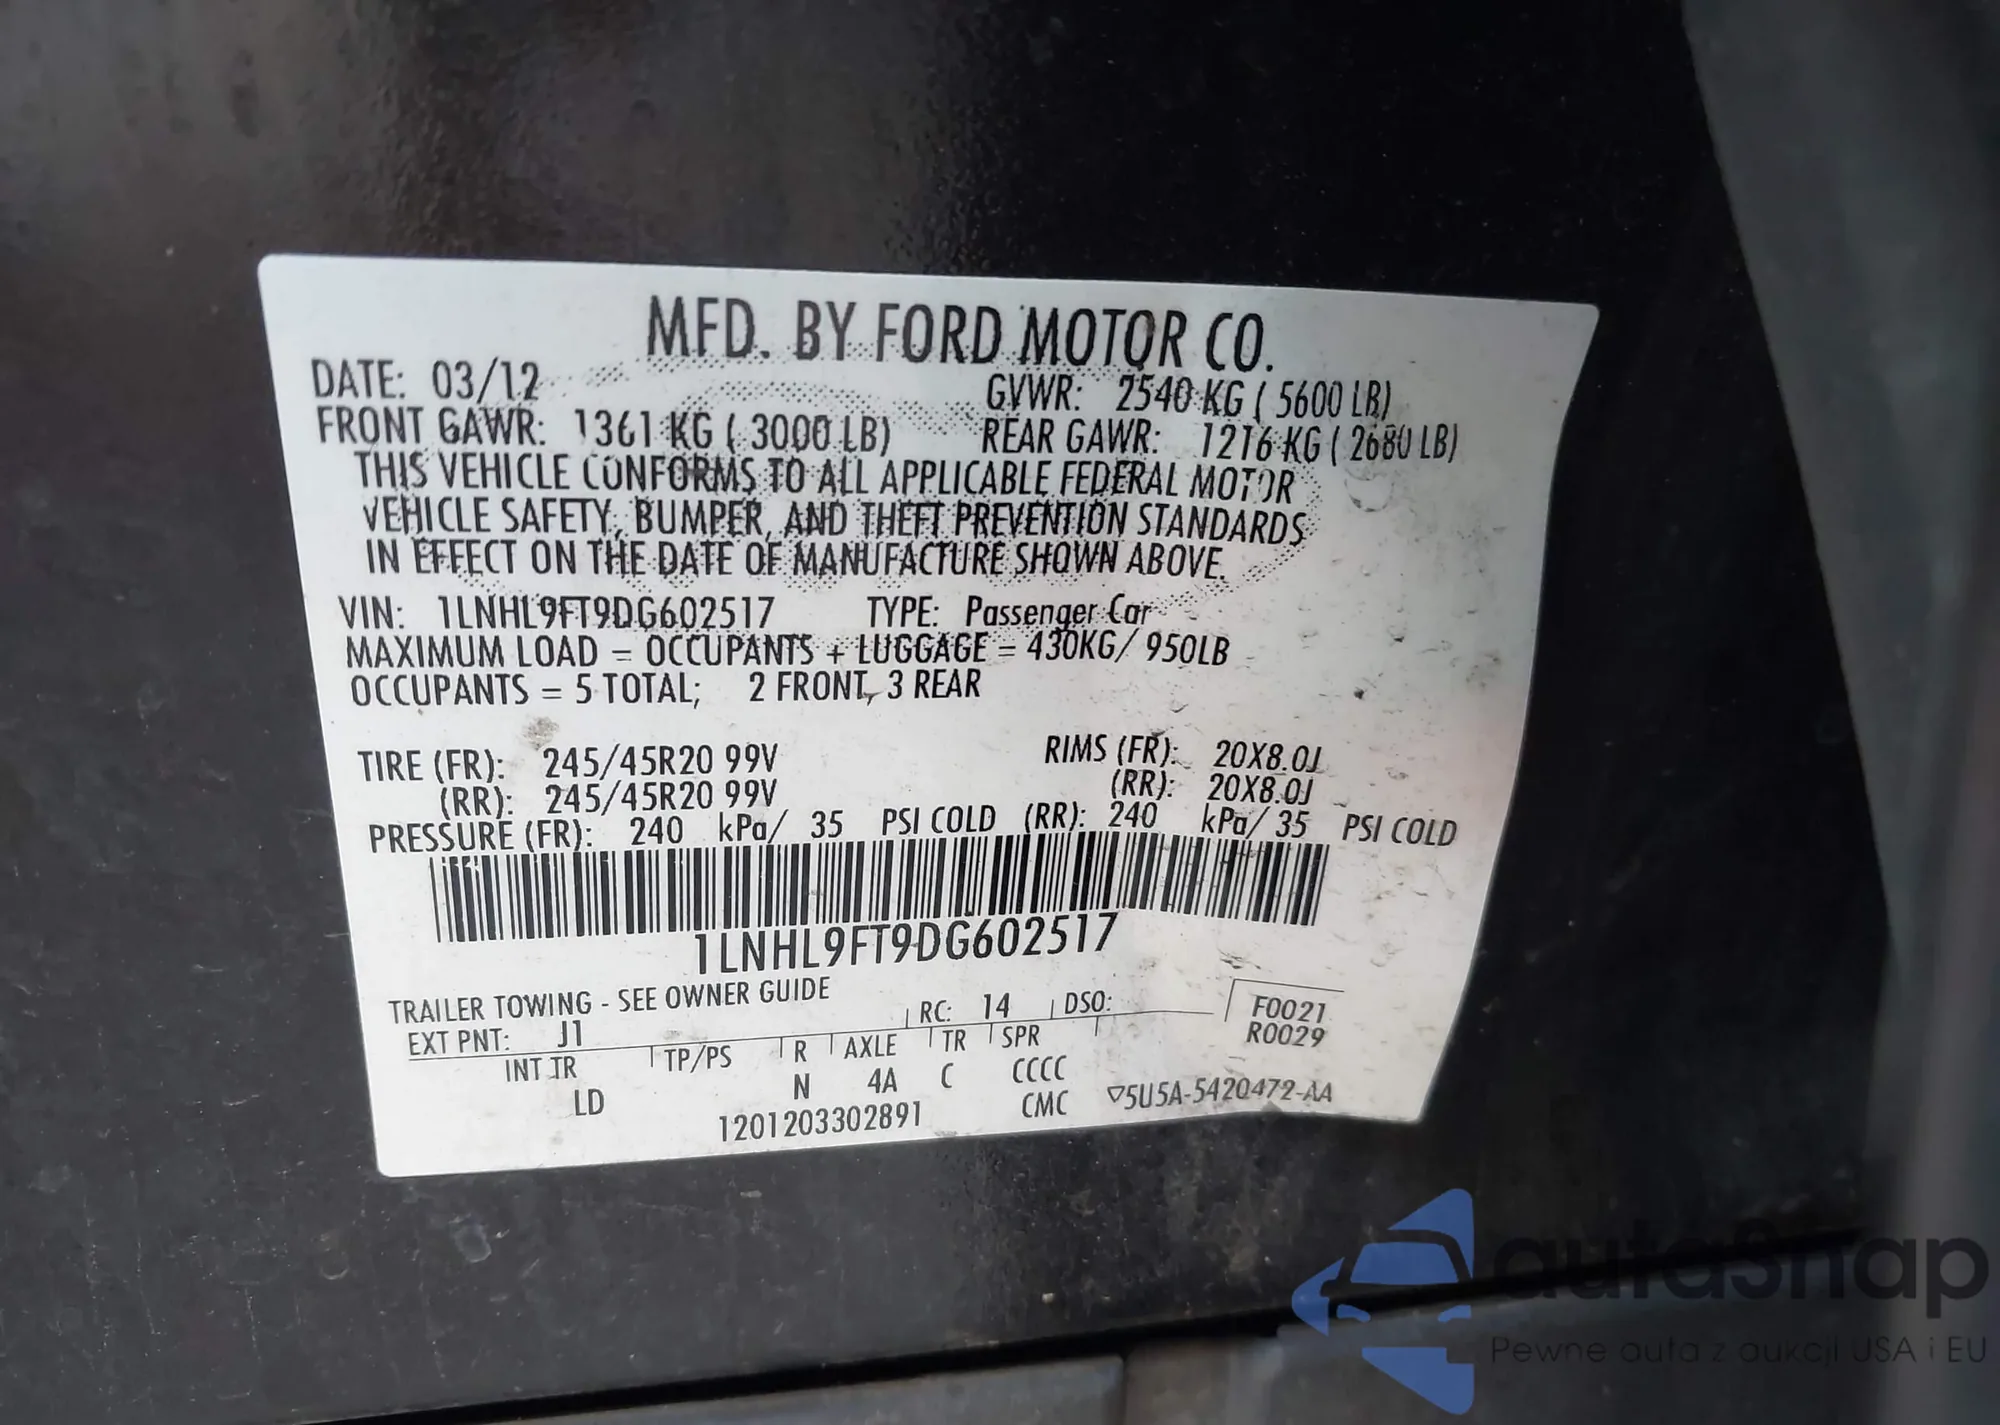 MFD. BY FORD MOTOR CO.
DATE: 03/12 GVWR: 2540 KG ( 5600 LB)
FRONT GAWR: 1361 KG ( 3000 LB) REAR GAWR: 1216 KG ( 2680 LB)
THIS VEHICLE CONFORMS TO ALL APPLICABLE FEDERAL MOTOR
VEHICLE SAFETY, BUMPER, AND THEFT PREVENTION STANDARDS
IN EFFECT ON THE DATE OF MANUFACTURE SHOWN ABOVE.
VIN: 1LNHL9FT9DG602517 TYPE: Passenger Car
MAXIMUM LOAD = OCCUPANTS + LUGGAGE = 430KG/ 950LB
OCCUPANTS = 5 TOTAL; 2 FRONT, 3 REAR
TIRE (FR): 245/45R20 99V RIMS (FR): 20X8.0J
(RR): 245/45R20 99V (RR): 20X8.0J
PRESSURE (FR): 240 kPa/ 35 PSI COLD (RR): 240 kPa/ 35 PSI COLD
1LNHL9FT9DG602517
TRAILER TOWING - SEE OWNER GUIDE
EXT PNT: J1 RC: 14 DSO: F0021
R0029
INT TR TP/PS R AXLE TR SPR
LD N 4A C CCCC
1201203302891 CMC ▽5U5A-5420472-AA
autaSnap
Pewne auta z aukcji USA i EU